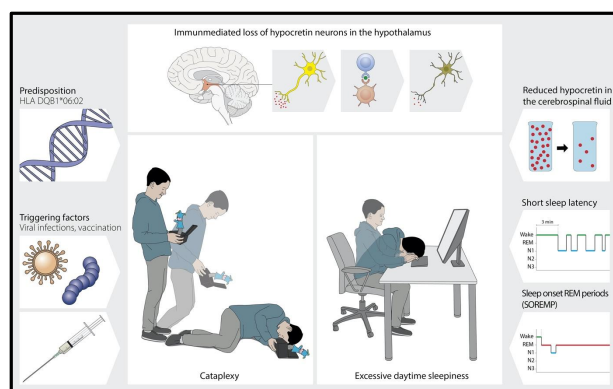 Immunmediated loss of hypocretin neurons in the hypothalamus
Predisposition
HLA DQB1*06:02
Triggering factors
Viral infections, vaccination
Cataplexy
Excessive daytime sleepiness
Reduced hypocretin in
the cerebrospinal fluid
Short sleep latency
3 min
Wake
REM
N1
N2
N3
Sleep onset REM periods
(SOREMP)
Wake
REM
N1
N2
N3